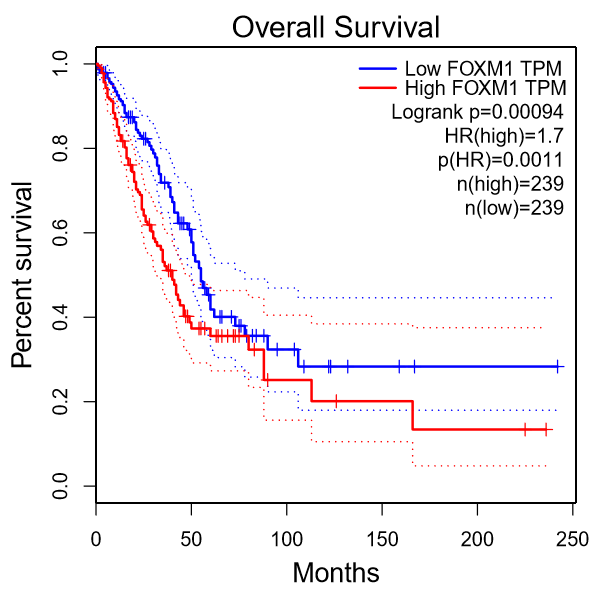 Overall Survival
Low FOXM1 TPM
High FOXM1 TPM
Logrank p=0.00094
HR(high)=1.7
p(HR)=0.0011
n(high)=239
n(low)=239
Percent survival
1.0
0.8
0.6
0.4
0.2
0.0
0 50 100 150 200 250
Months